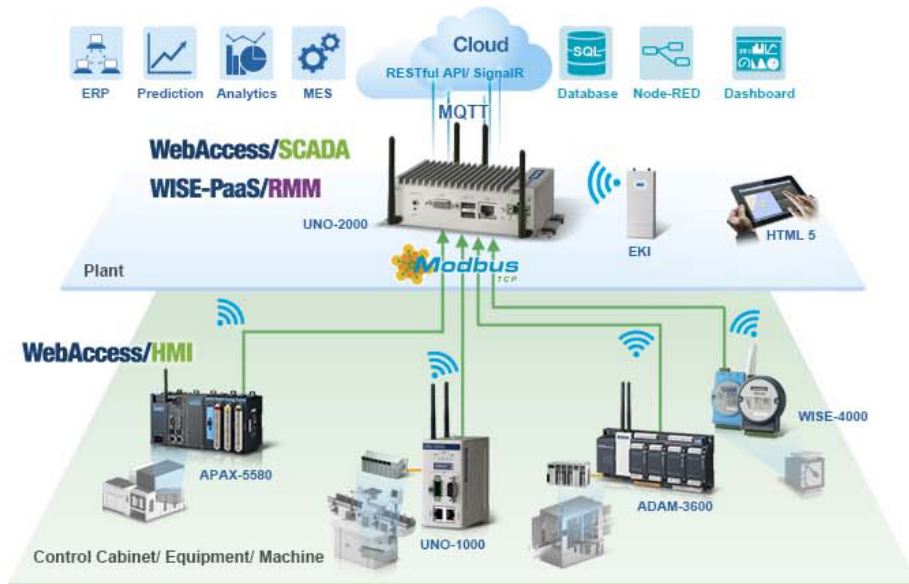 Cloud
RESTful API/ SignalR
SQL
ERP
Prediction
Analytics
MES
Database
Node-RED
Dashboard
MQTT
WebAccess/SCADA
WISE-PaaS/RMM
UNO-2000
EKI
HTML 5
Modbus
TCP
Plant
WebAccess/HMI
WISE-4000
APAX-5580
ADAM-3600
UNO-1000
Control Cabinet/ Equipment/ Machine